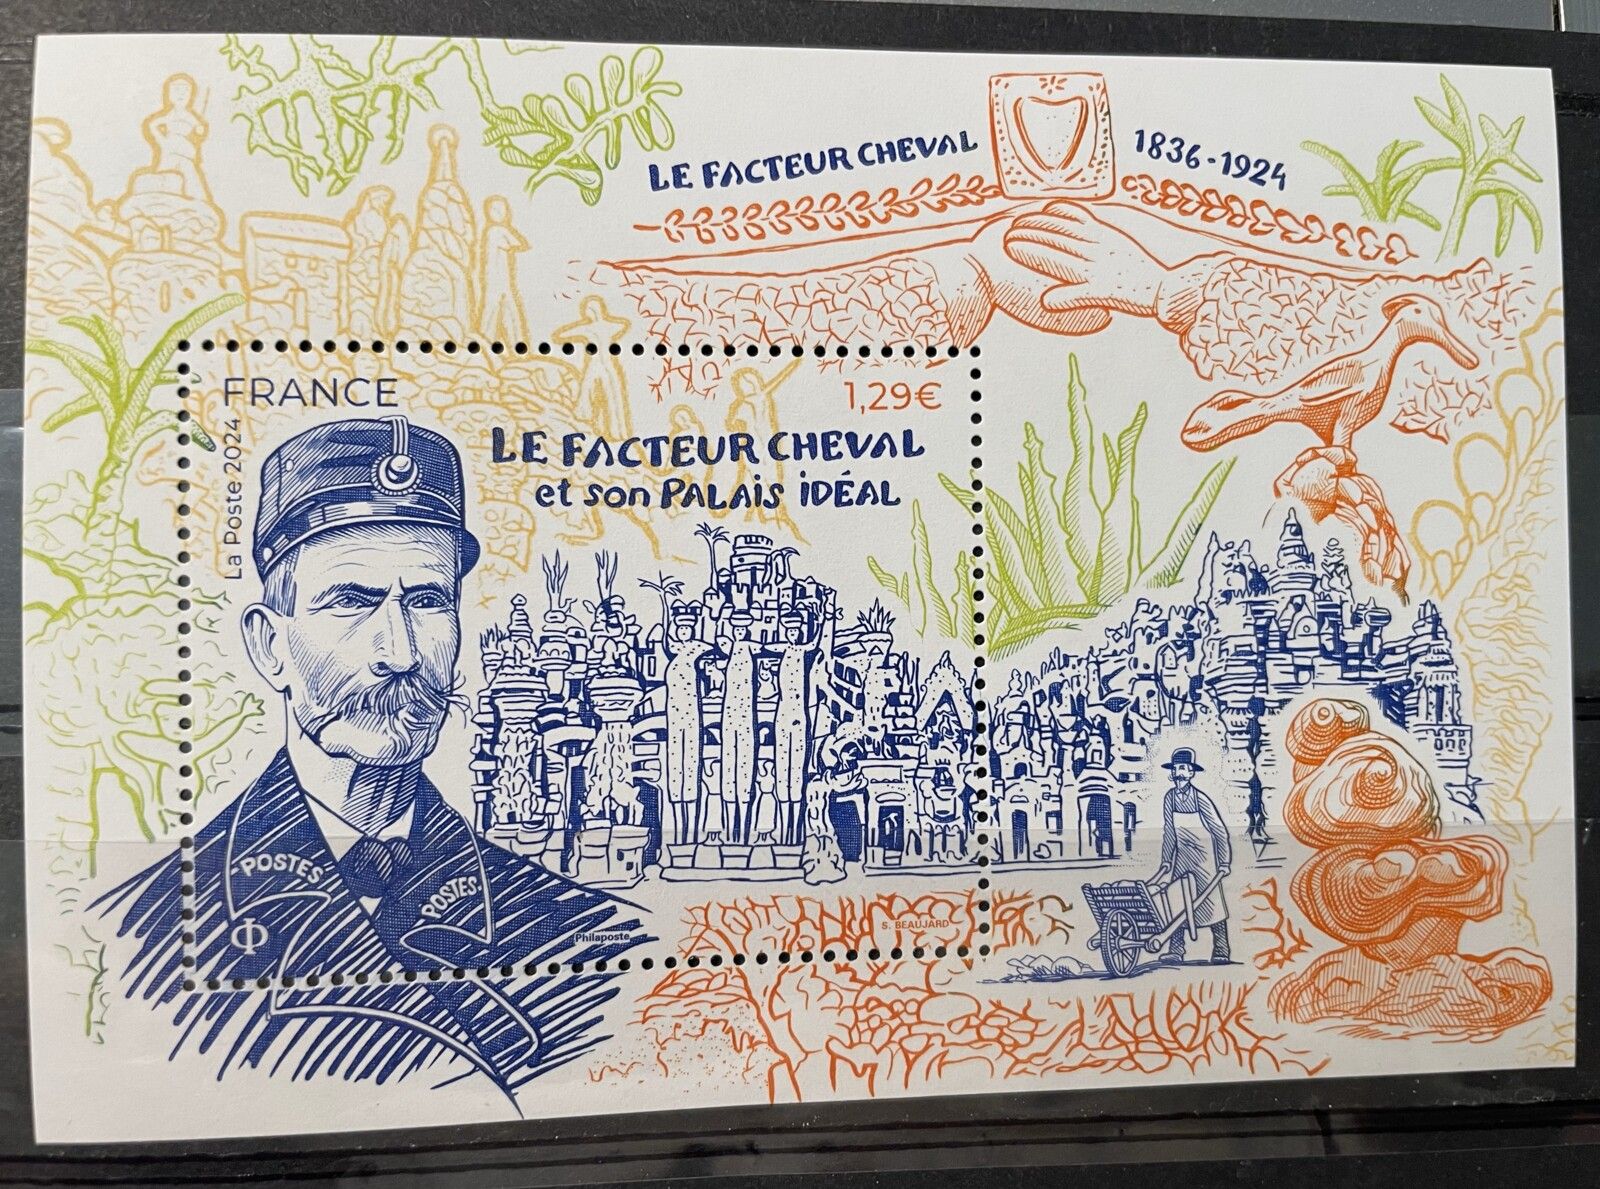 LE FACTEUR CHEVAL 1836-1924
FRANCE
1,29€
La Poste 2024
LE FACTEUR CHEVAL
et son PALAIS IDÉAL
POSTES
POSTES
Philaposte
S. BEAUJARD